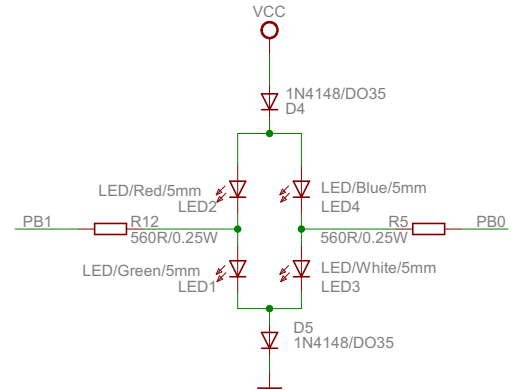 VCC
1N4148/DO35
D4
LED/Red/5mm
LED2
LED/Blue/5mm
LED4
PB1
R12
560R/0.25W
R5
560R/0.25W
PB0
LED/Green/5mm
LED1
LED/White/5mm
LED3
D5
1N4148/DO35